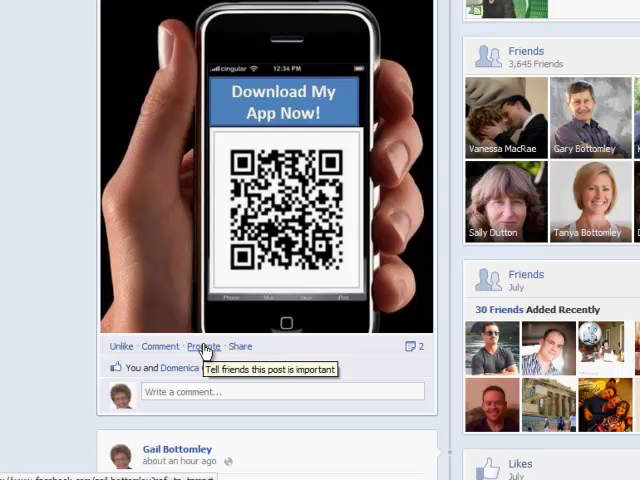 cingular
12:34 PM
Download My
App Now!
Unlike · Comment · Promote · Share
2
You and Domenica
Tell friends this post is important
Write a comment...
Gail Bottomley
about an hour ago
Friends
3,645 Friends
Vanessa MacRae
Gary Bottomley
Sally Dutton
Tanya Bottomley
Friends
July
30 Friends Added Recently
Likes
July